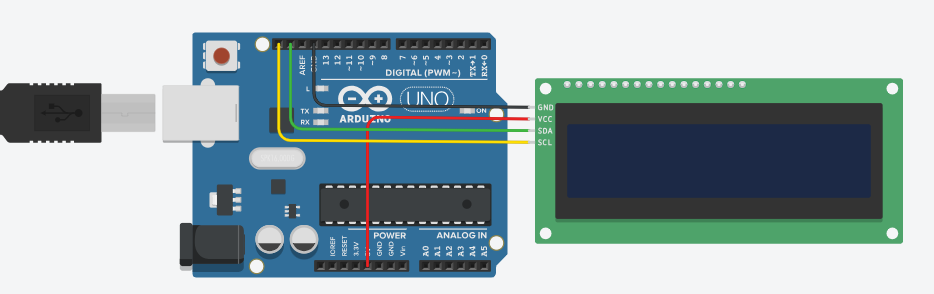 AREF
13
12
~11
~10
~9
8
7
~6
~5
4
~3
2
TX→1
RX←0
DIGITAL (PWM~)
L
TX
RX
ARDUINO
UNO
ON
GND
VCC
SDA
SCL
POWER
ANALOG IN
IOREF
RESET
3.3V
GND
GND
Vin
A0
A1
A2
A3
A4
A5